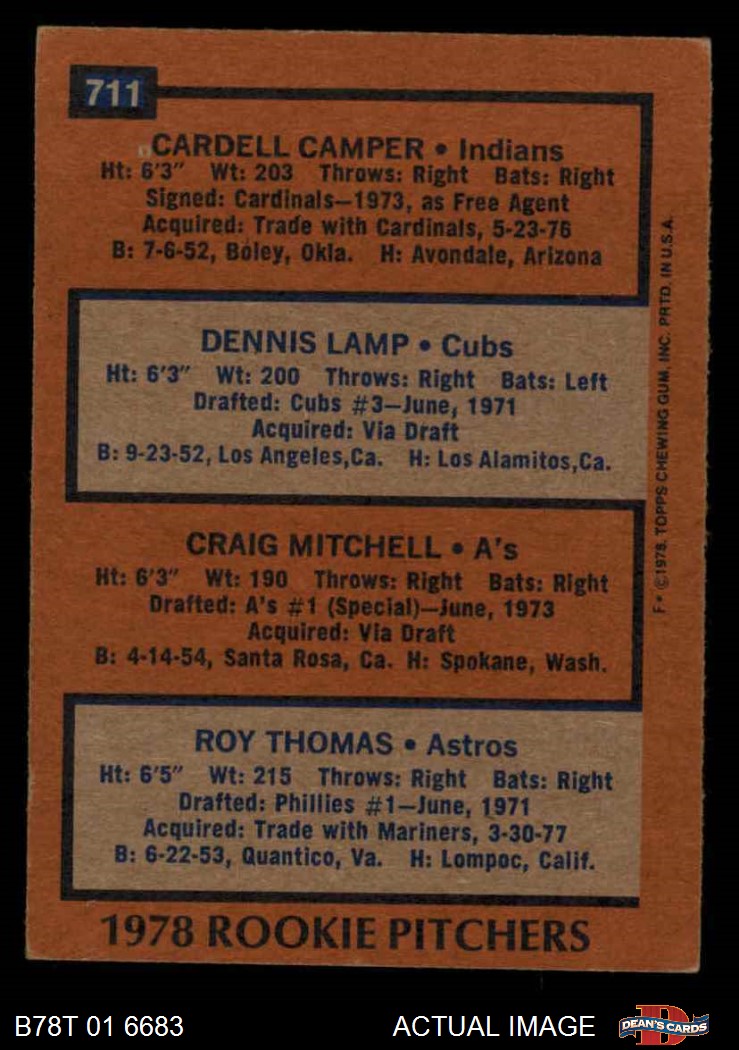 711
CARDELL CAMPER • Indians
Ht: 6'3" Wt: 203 Throws: Right Bats: Right
Signed: Cardinals—1973, as Free Agent
Acquired: Trade with Cardinals, 5-23-76
B: 7-6-52, Boley, Okla. H: Avondale, Arizona
DENNIS LAMP • Cubs
Ht: 6'3" Wt: 200 Throws: Right Bats: Left
Drafted: Cubs #3—June, 1971
Acquired: Via Draft
B: 9-23-52, Los Angeles, Ca. H: Los Alamitos, Ca.
CRAIG MITCHELL • A's
Ht: 6'3" Wt: 190 Throws: Right Bats: Right
Drafted: A's #1 (Special)—June, 1973
Acquired: Via Draft
B: 4-14-54, Santa Rosa, Ca. H: Spokane, Wash.
ROY THOMAS • Astros
Ht: 6'5" Wt: 215 Throws: Right Bats: Right
Drafted: Phillies #1—June, 1971
Acquired: Trade with Mariners, 3-30-77
B: 6-22-53, Quantico, Va. H: Lompoc, Calif.
1978 ROOKIE PITCHERS
F* ©1978, TOPPS CHEWING GUM, INC. PRTD. IN U.S.A.
B78T 01 6683 ACTUAL IMAGE
D
DEAN'S CARDS